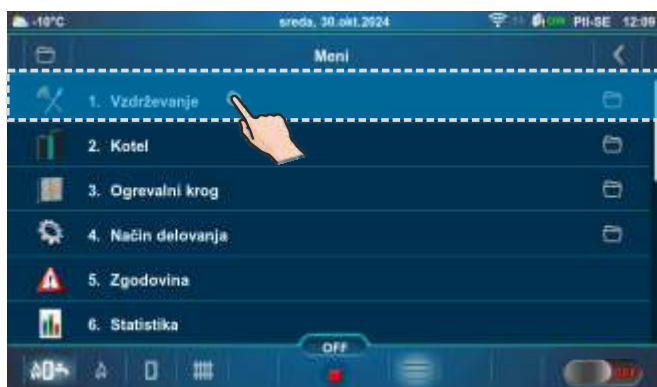 -10°C sreda, 30.okt.2024 PII-SE 12:09
Meni
1. Vzdrževanje
2. Kotel
3. Ogrevalni krog
4. Način delovanja
5. Zgodovina
6. Statistika
OFF
OFF